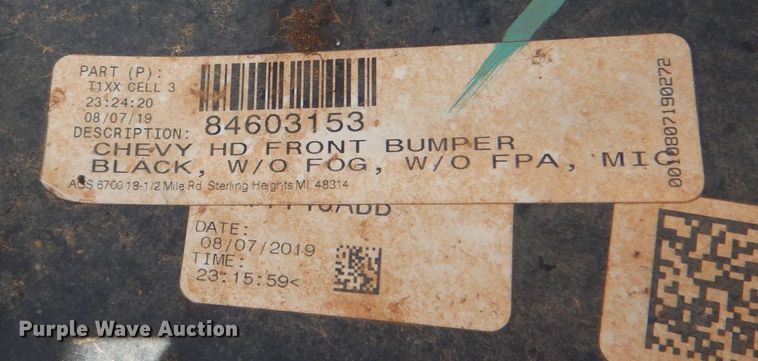 PART (P):
T1XX CELL 3
23:24:20
08/07/19
84603153
DESCRIPTION:
CHEVY HD FRONT BUMPER
BLACK, W/O FOG, W/O FPA, MIC
AGS 6700 18-1/2 Mile Rd. Sterling Heights MI. 48314
0010807190272
DATE:
08/07/2019
TIME:
23:15:59<
Purple Wave Auction